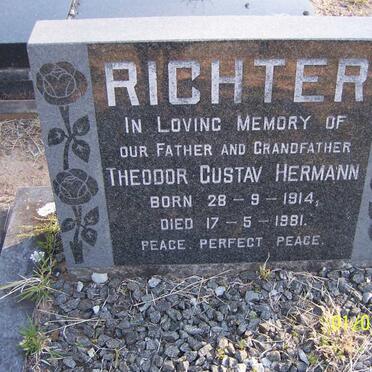 RICHTER
IN LOVING MEMORY OF
OUR FATHER AND GRANDFATHER
THEODOR GUSTAV HERMANN
BORN 28-9-1914,
DIED 17-5-1981.
PEACE PERFECT PEACE.